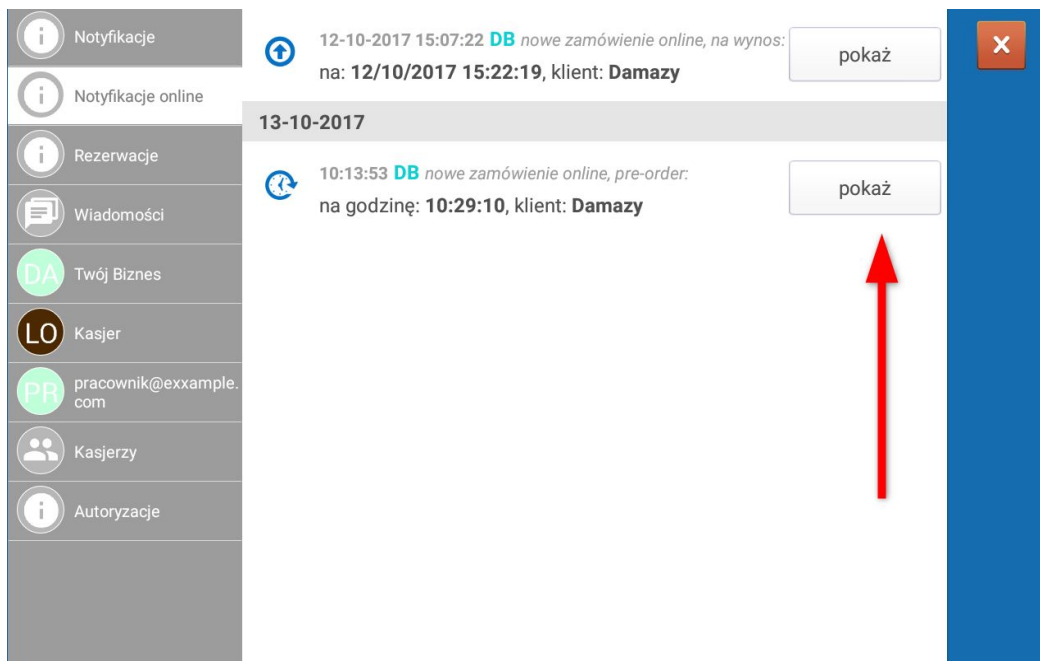 Notyfikacje
Notyfikacje online
Rezerwacje
Wiadomości
DA Twój Biznes
LO Kasjer
PR pracownik@exxample.
com
Kasjerzy
Autoryzacje
12-10-2017 15:07:22 DB nowe zamówienie online, na wynos:
na: 12/10/2017 15:22:19, klient: Damazy
pokaż
13-10-2017
10:13:53 DB nowe zamówienie online, pre-order:
na godzinę: 10:29:10, klient: Damazy
pokaż